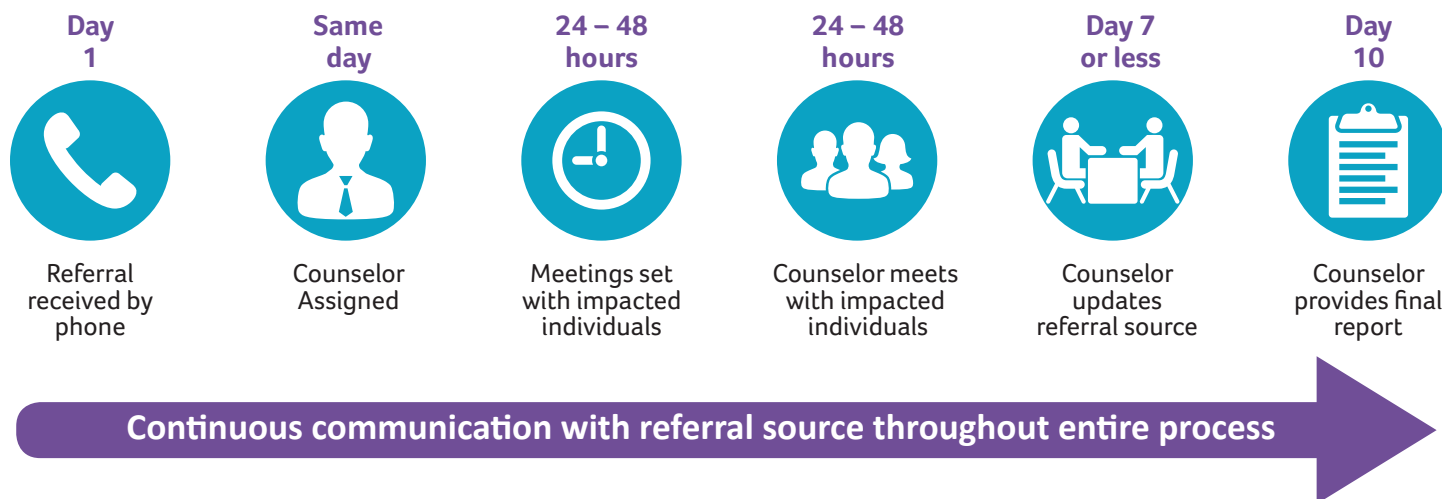 Day
1
Same
day
24 – 48
hours
24 – 48
hours
Day 7
or less
Day
10
Referral
received by
phone
Counselor
Assigned
Meetings set
with impacted
individuals
Counselor meets
with impacted
individuals
Counselor
updates
referral source
Counselor
provides final
report
Continuous communication with referral source throughout entire process